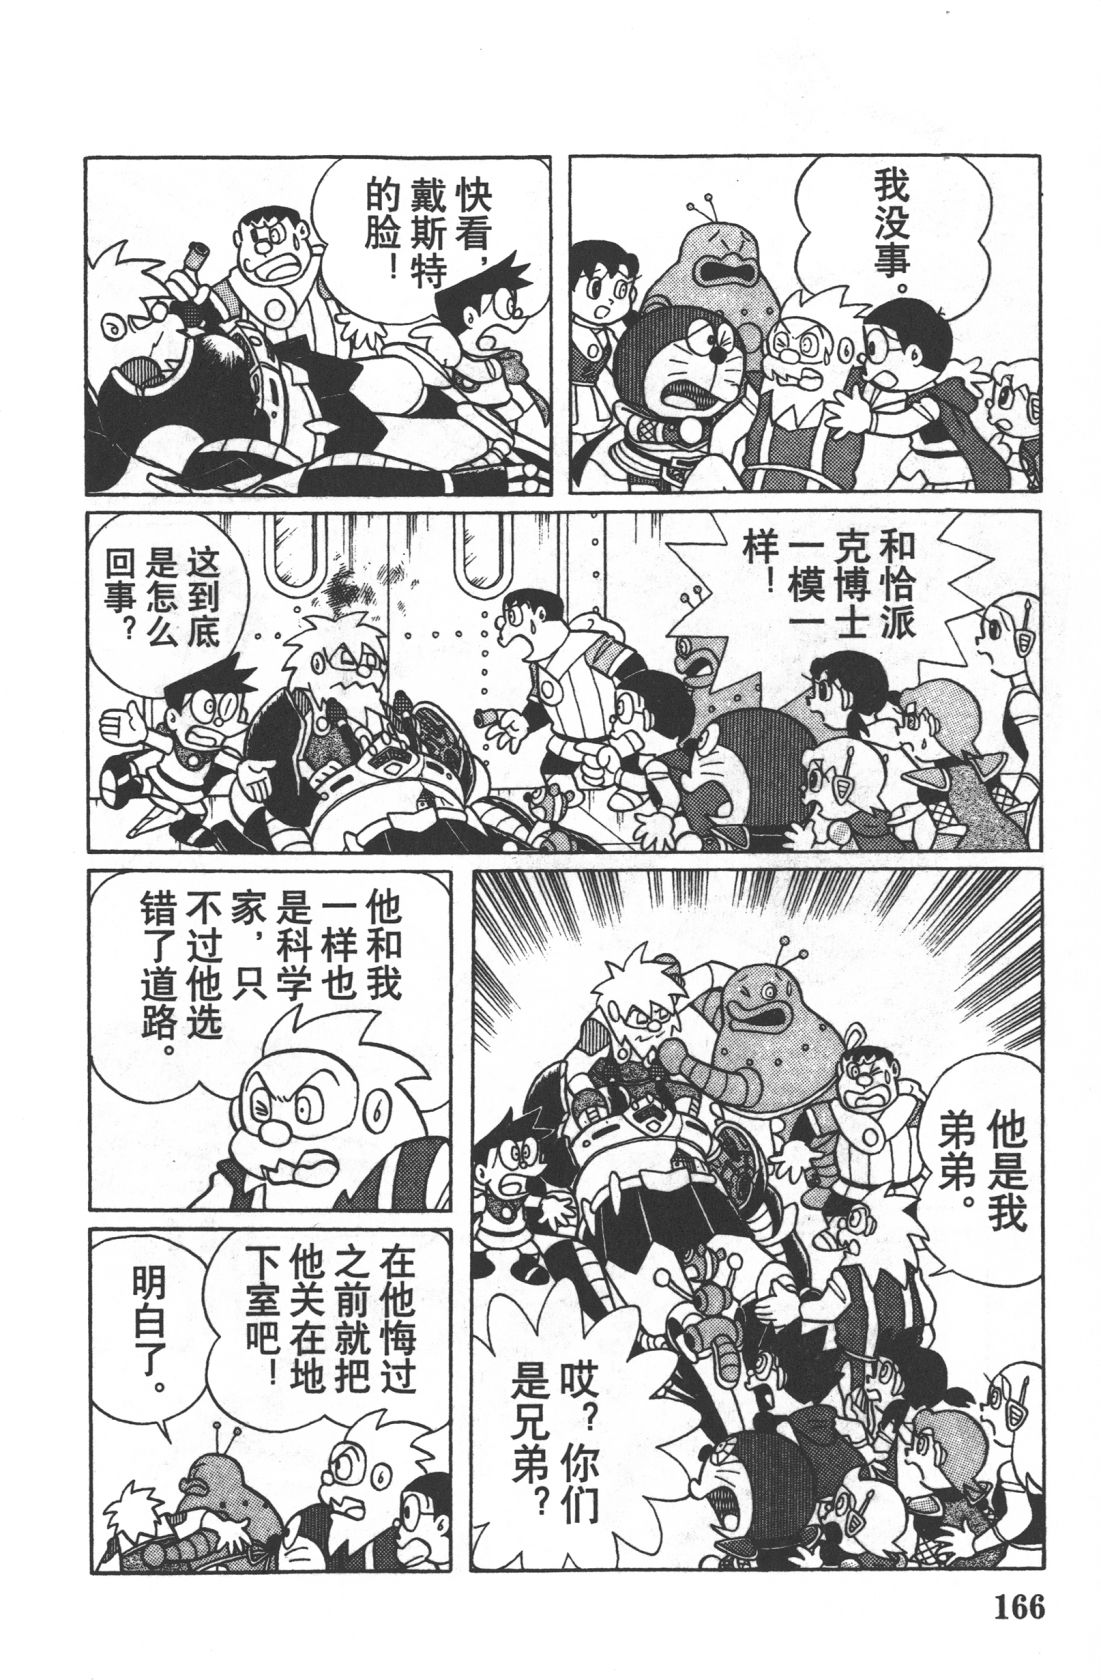 我没事。
快看，
戴斯特
的脸！
和恰派
克博士
一模一
样！
这到底
是怎么
回事？
他是我
弟弟。
哎？你们
是兄弟？
他和我
一样也
是科学
家，只
不过他选
错了道路。
在他悔过
之前就把
他关在地
下室吧！
明白了。
166